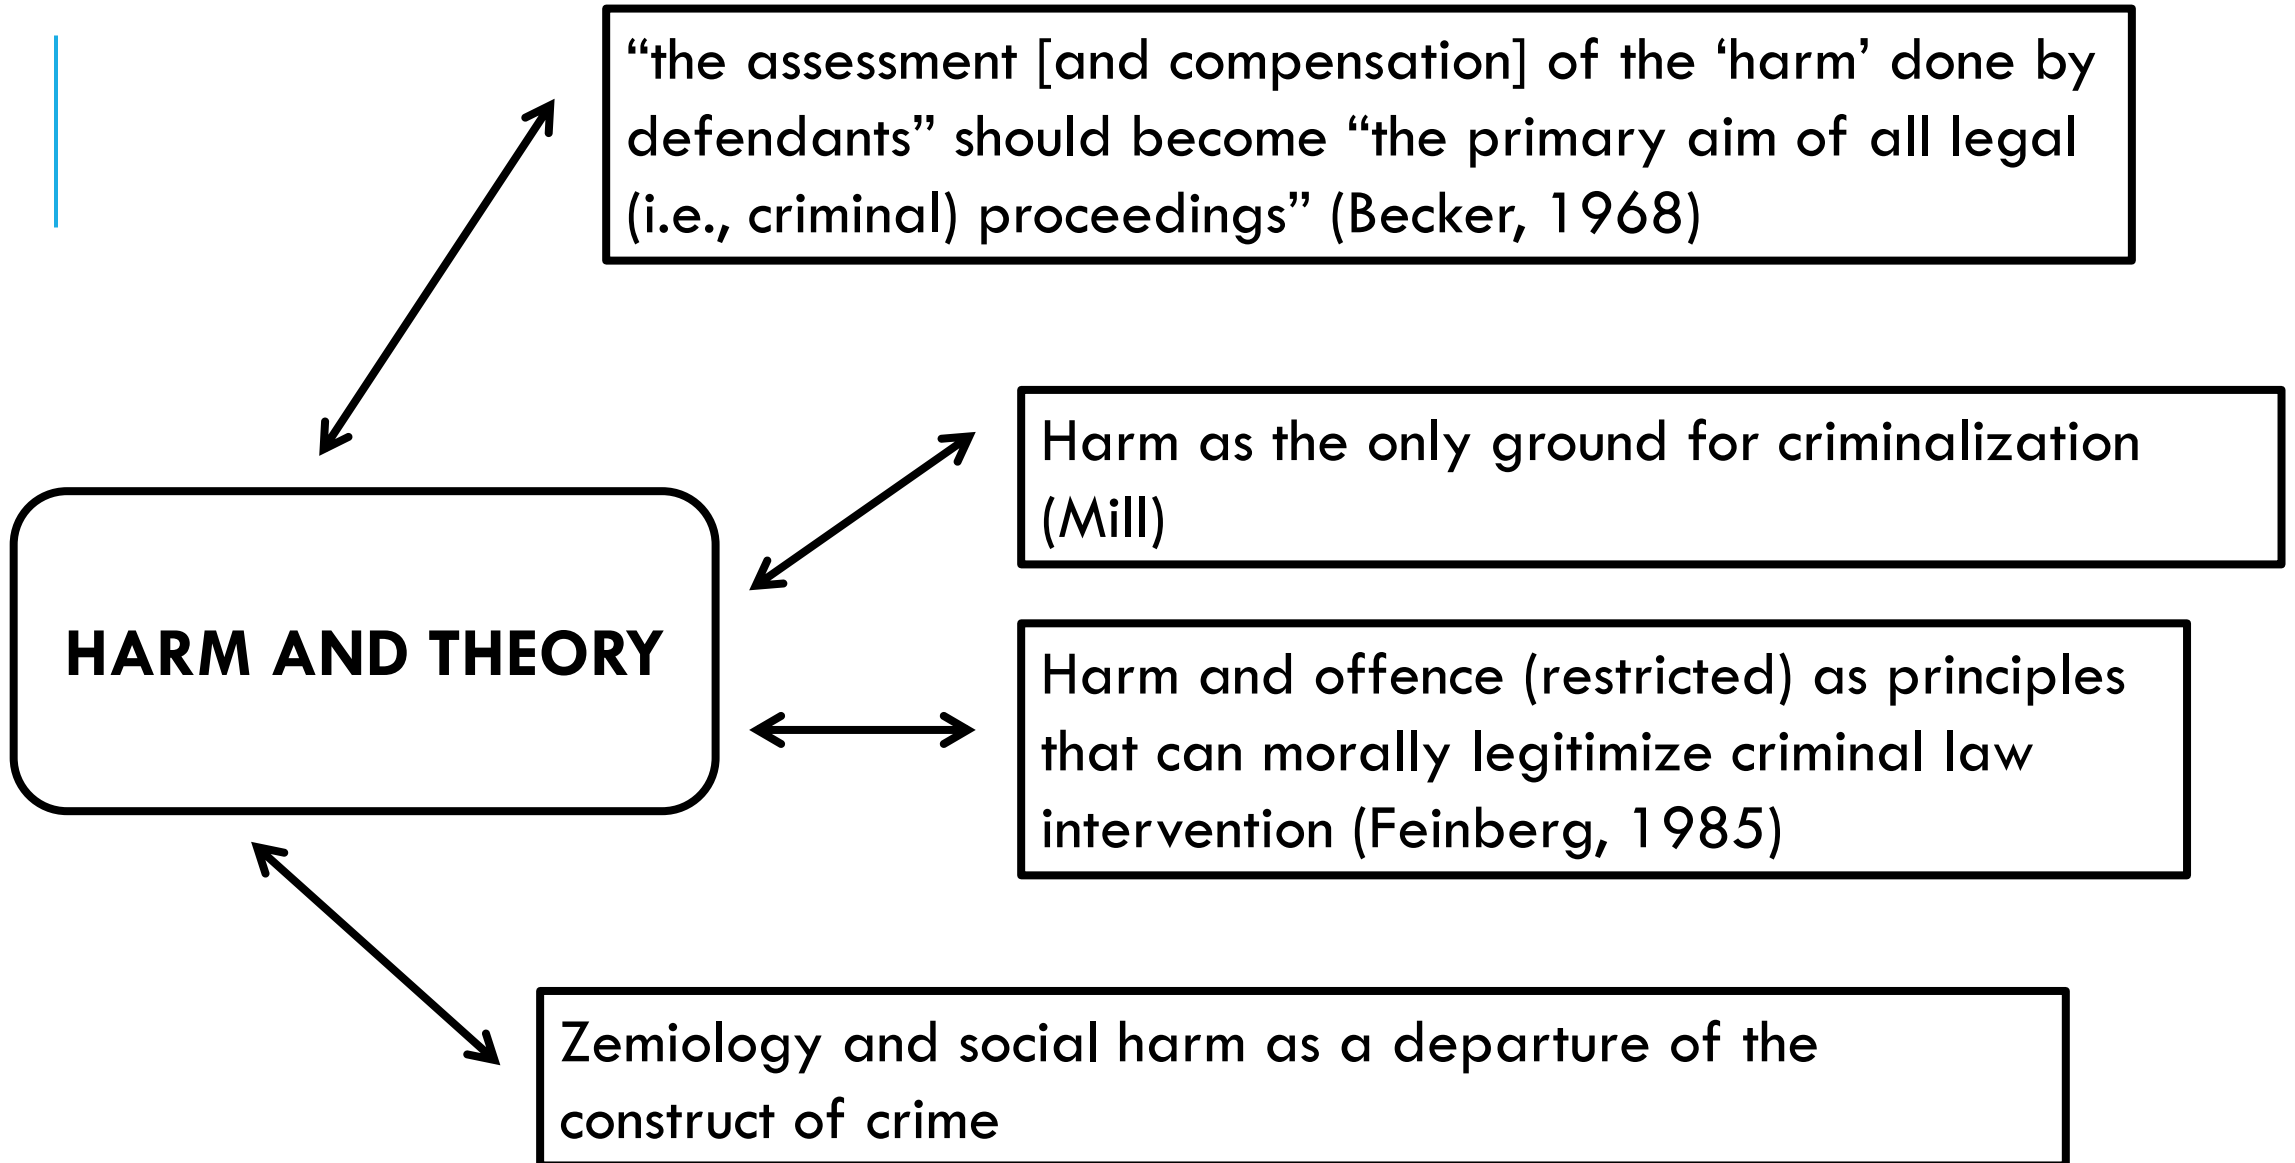 “the assessment [and compensation] of the ‘harm’ done by
defendants” should become “the primary aim of all legal
(i.e., criminal) proceedings” (Becker, 1968)
Harm as the only ground for criminalization
(Mill)
HARM AND THEORY
Harm and offence (restricted) as principles
that can morally legitimize criminal law
intervention (Feinberg, 1985)
Zemiology and social harm as a departure of the
construct of crime